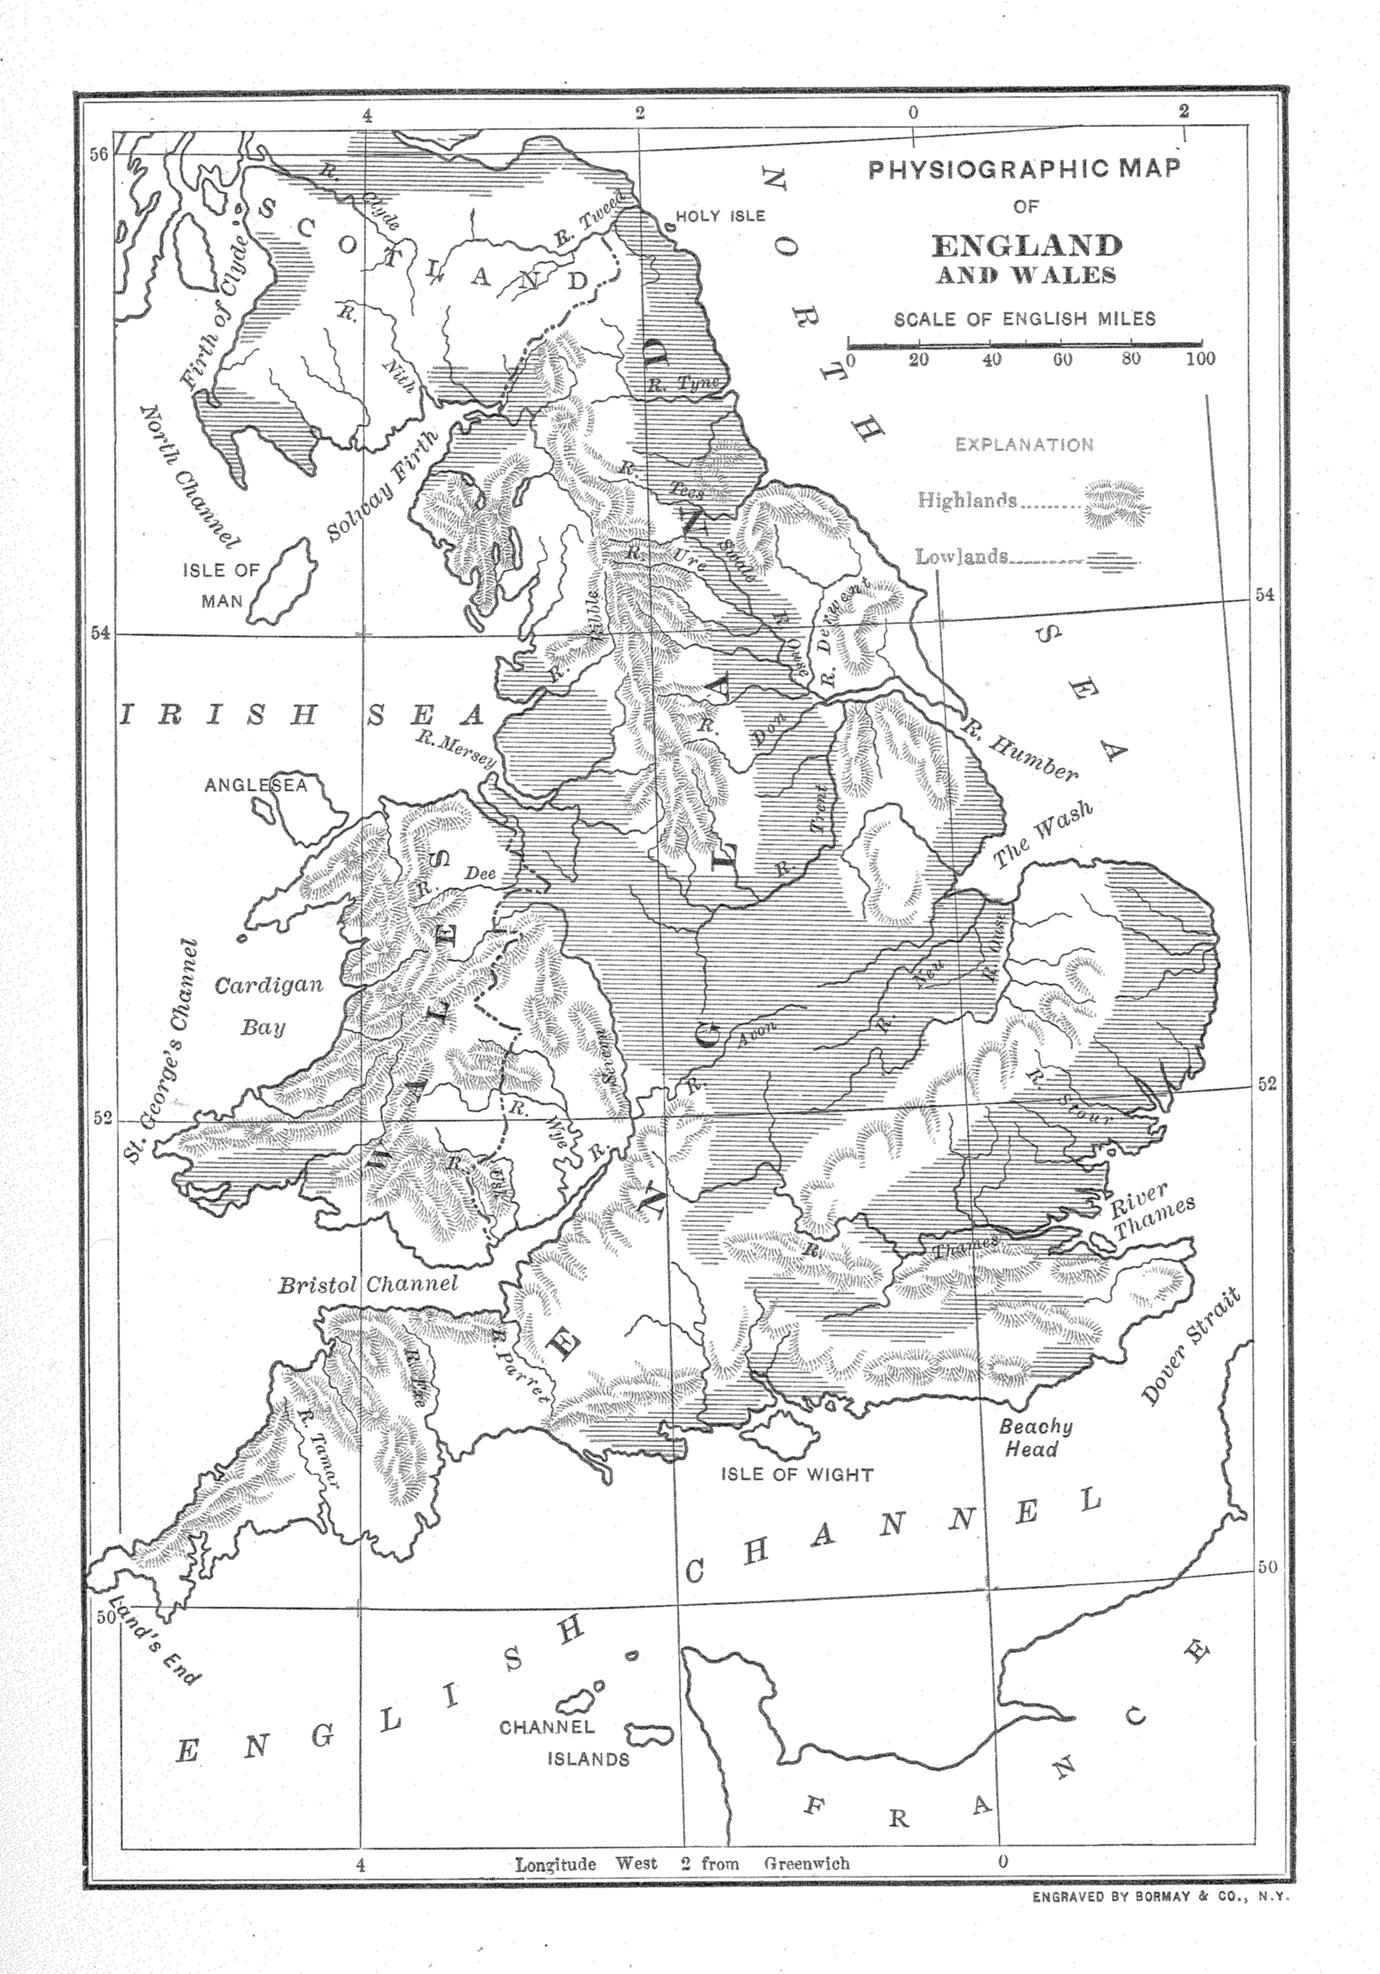 4 2 0 2
56
PHYSIOGRAPHIC MAP
OF
ENGLAND
AND WALES
SCALE OF ENGLISH MILES
0 20 40 60 80 100
EXPLANATION
Highlands
Lowlands
NORTH SEA
SCOTLAND
R. Clyde
R. Tweed
HOLY ISLE
Firth of Clyde
R. Nith
R. Tyne
North Channel
Solway Firth
R. Tees
ISLE OF
MAN
R. Ure
Swale
R. Ouse
R. Derwent
R. Ribble
54
54
IRISH SEA
R. Mersey
R. Don
R. Humber
ANGLESEA
R. Trent
The Wash
R. Dee
WALES
ENGLAND
St. George's Channel
Cardigan
Bay
R. Nen
R. Ouse
R. Avon
R. Severn
52
52
R. Stour
R. Wye
R. Usk
River
Thames
R. Thames
Bristol Channel
R. Parret
R. Exe
R. Tamar
Dover Strait
Beachy
Head
ISLE OF WIGHT
ENGLISH CHANNEL
50
50
Land's End
CHANNEL
ISLANDS
FRANCE
4 Longitude West 2 from Greenwich 0
ENGRAVED BY BORMAY & CO., N.Y.